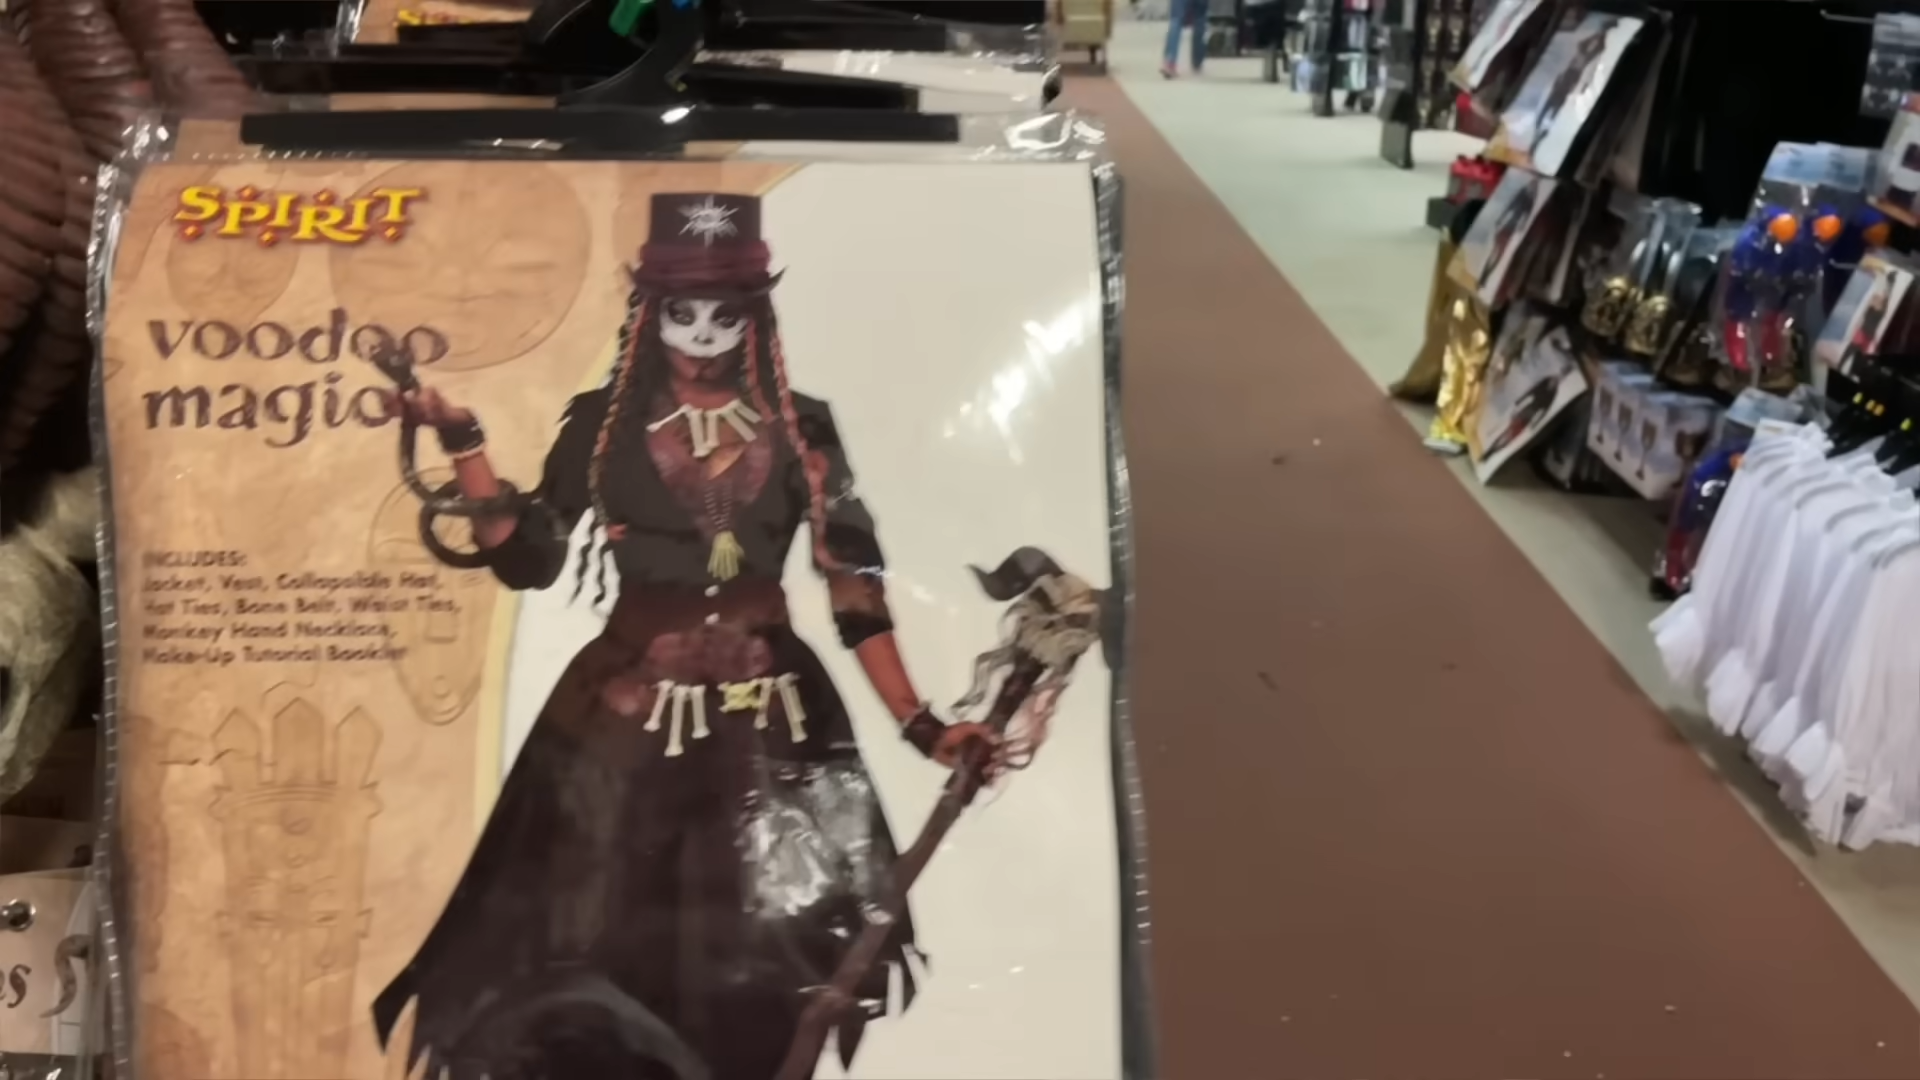 SPIRIT
voodoo
magic
INCLUDES:
Jacket, Vest, Collapsible Hat,
Hat Ties, Bone Belt, Waist Ties,
Monkey Hand Necklace,
Make-Up Tutorial Booklet